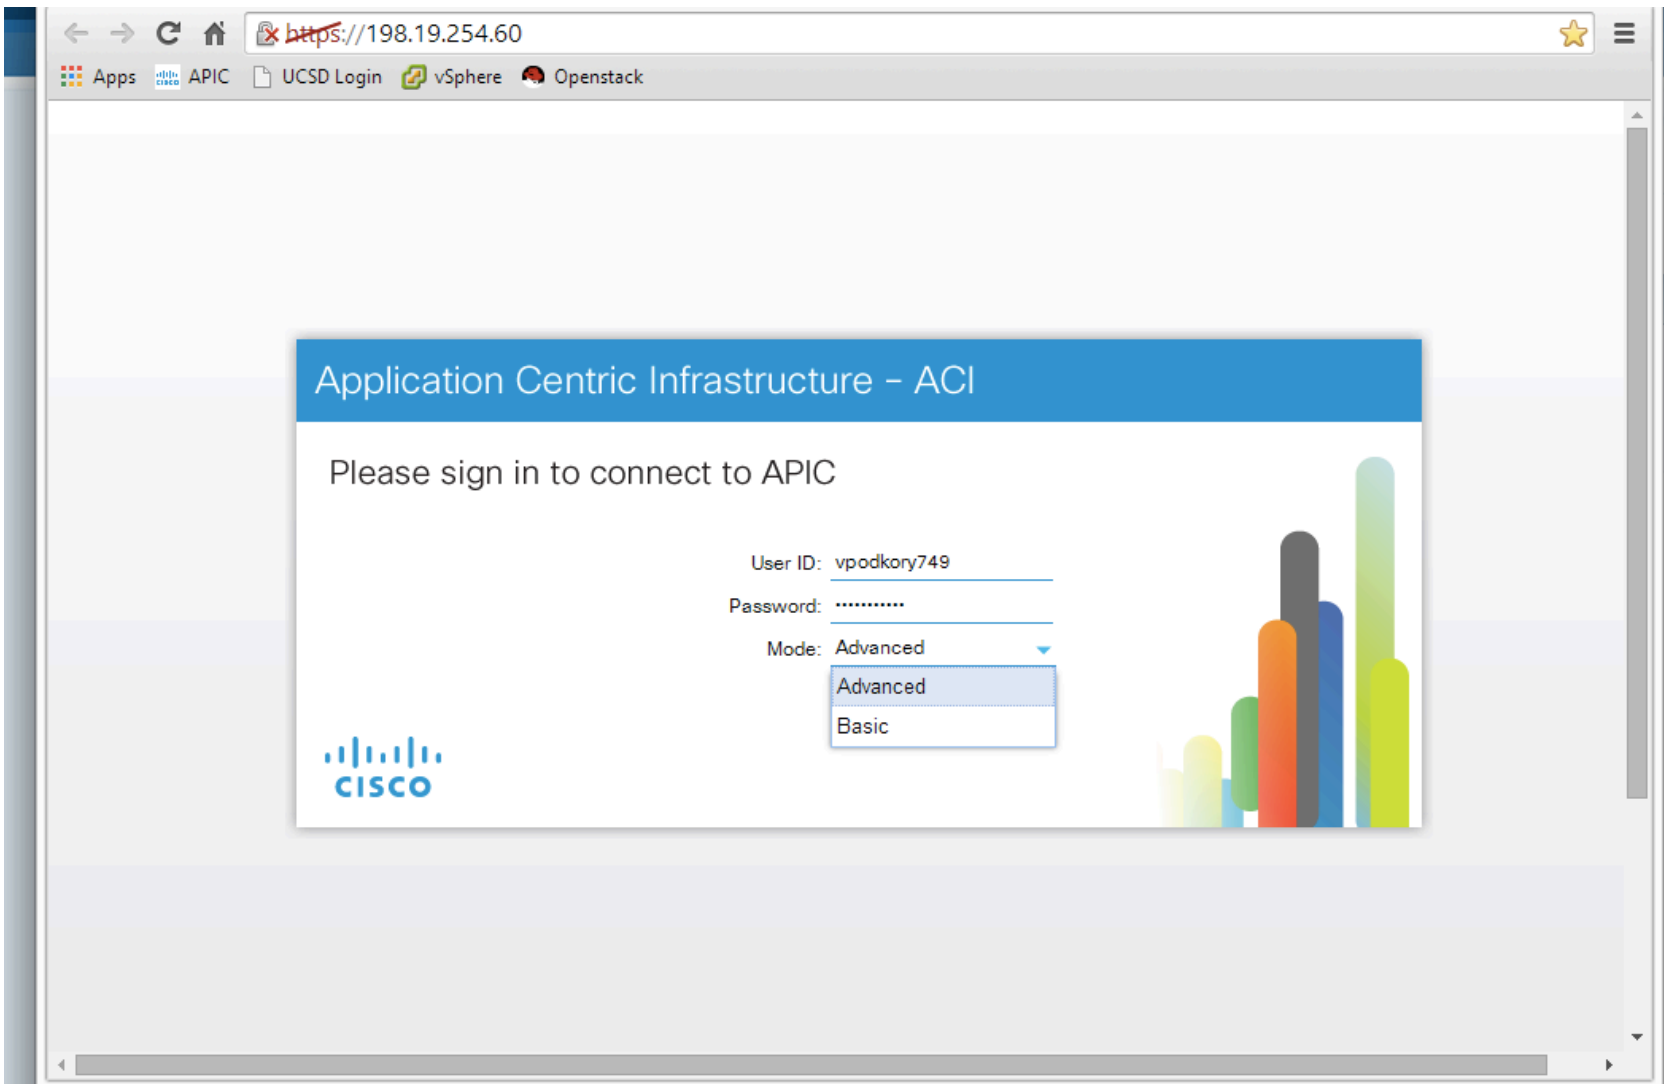 https://198.19.254.60
Apps APIC UCSD Login vSphere Openstack
Application Centric Infrastructure – ACI
Please sign in to connect to APIC
User ID: vpodkory749
Password: •••••••••••
Mode: Advanced
Advanced
Basic
CISCO